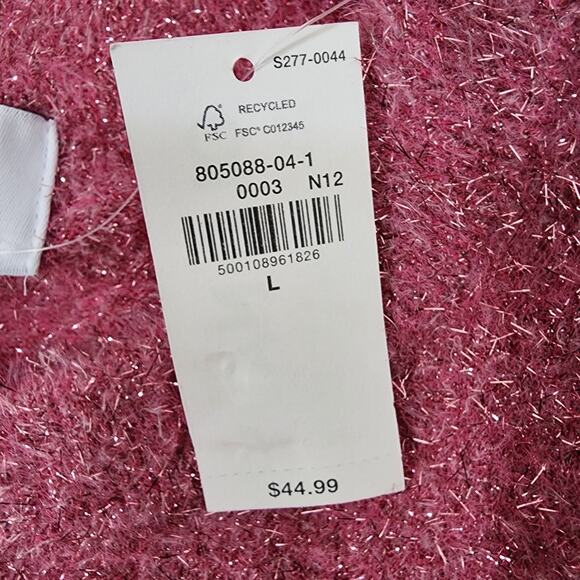 S277-0044
RECYCLED
FSC
FSC® C012345
805088-04-1
0003 N12
500108961826
L
$44.99